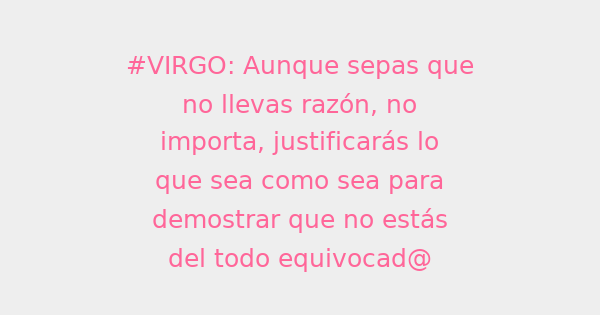 #VIRGO: Aunque sepas que
no llevas razón, no
importa, justificarás lo
que sea como sea para
demostrar que no estás
del todo equivocad@